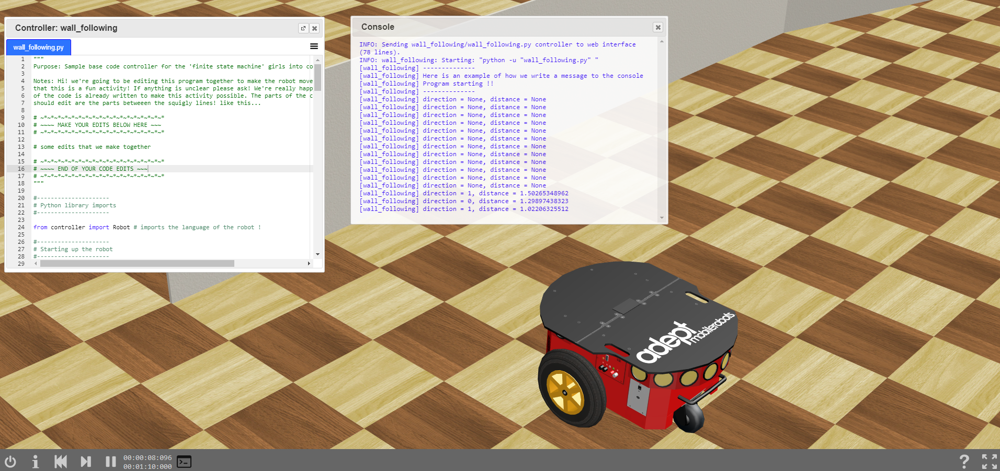 Controller: wall_following
wall_following.py
1 """
2 Purpose: Sample base code controller for the 'finite state machine' girls into co
3
4 Notes: Hi! we're going to be editing this program together to make the robot move
5 that this is a fun activity! If anything is unclear please ask! We're really happ
6 of the code is already written to make this activity possible. The parts of the c
7 should edit are the parts betweeen the squigly lines! like this...
8
9 # ~*~*~*~*~*~*~*~*~*~*~*~*~*~*~*~*~*~*
10 # ~~~~ MAKE YOUR EDITS BELOW HERE ~~~
11 # ~*~*~*~*~*~*~*~*~*~*~*~*~*~*~*~*~*~*
12
13 # some edits that we make together
14
15 # ~*~*~*~*~*~*~*~*~*~*~*~*~*~*~*~*~*~*
16 # ~~~~ END OF YOUR CODE EDITS ~~~
17 # ~*~*~*~*~*~*~*~*~*~*~*~*~*~*~*~*~*~*
18 """
19
20 #---------------------
21 # Python library imports
22 #---------------------
23
24 from controller import Robot # imports the language of the robot !
25
26 #---------------------
27 # Starting up the robot
28 #---------------------
29
Console
INFO: Sending wall_following/wall_following.py controller to web interface
(78 lines).
INFO: wall_following: Starting: "python -u "wall_following.py" "
[wall_following] --------------
[wall_following] Here is an example of how we write a message to the console
[wall_following] Program starting !!
[wall_following] --------------
[wall_following] direction = None, distance = None
[wall_following] direction = None, distance = None
[wall_following] direction = None, distance = None
[wall_following] direction = None, distance = None
[wall_following] direction = None, distance = None
[wall_following] direction = None, distance = None
[wall_following] direction = None, distance = None
[wall_following] direction = None, distance = None
[wall_following] direction = None, distance = None
[wall_following] direction = None, distance = None
[wall_following] direction = None, distance = None
[wall_following] direction = None, distance = None
[wall_following] direction = 1, distance = 1.50265348962
[wall_following] direction = 0, distance = 1.29897438323
[wall_following] direction = 1, distance = 1.02206325512
adept
mobilerobots
00:00:08:096
00:01:10:000